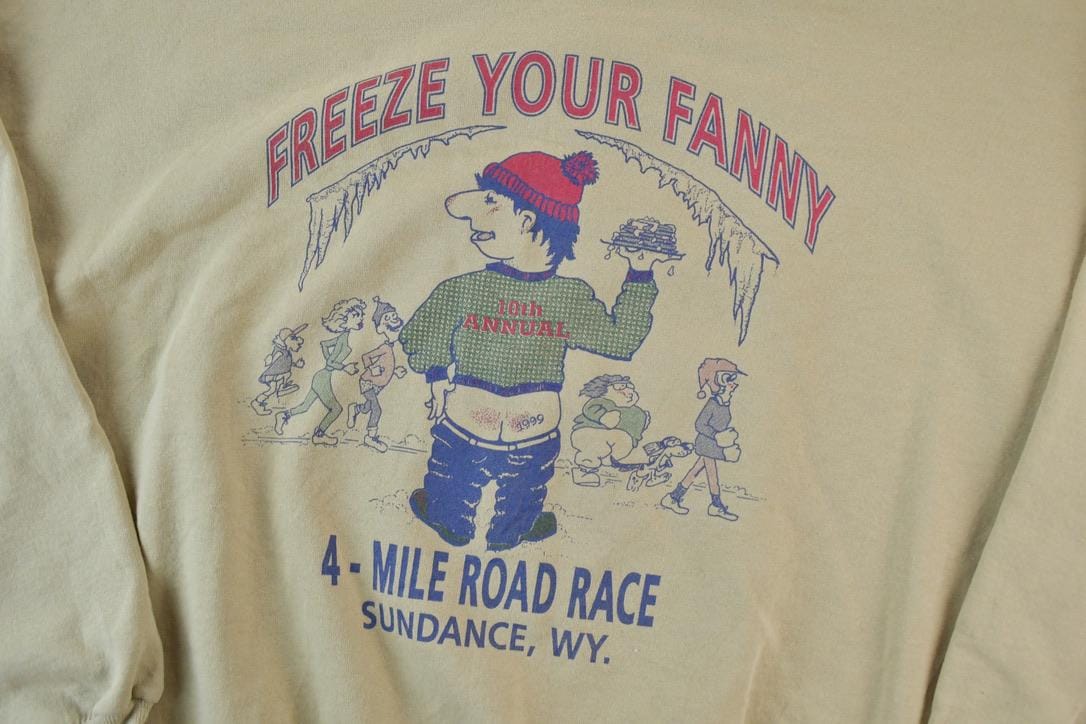 FREEZE YOUR FANNY
10th
ANNUAL
1999
4 - MILE ROAD RACE
SUNDANCE, WY.